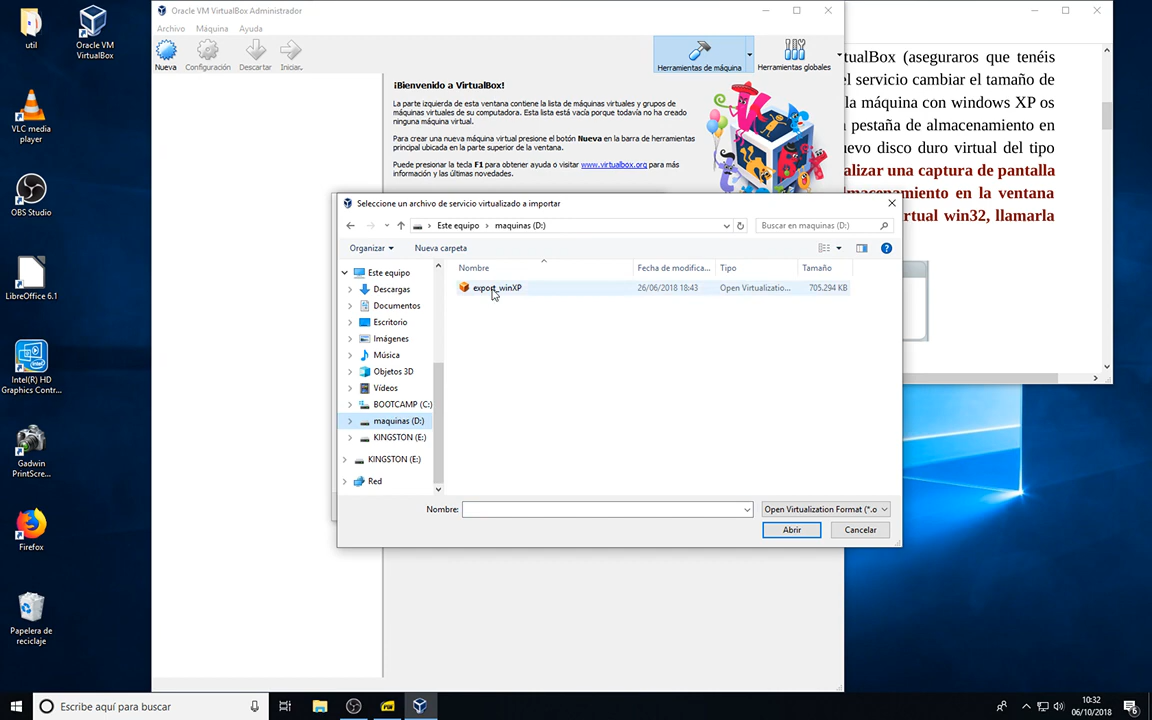 util
Oracle VM
VirtualBox
VLC media
player
OBS Studio
LibreOffice 6.1
Intel(R) HD
Graphics Contr...
Gadwin
PrintScre...
Firefox
Papelera de
reciclaje
Oracle VM VirtualBox Administrador
Archivo Maquina Ayuda
Nueva Configuración Descartar Iniciar
Herramientas de máquina Herramientas globales
¡Bienvenido a VirtualBox!
La parte izquierda de esta ventana contiene la lista de máquinas virtuales y grupos de
máquinas virtuales de su computadora. Esta lista está vacía porque todavía no ha creado
ninguna máquina virtual.
Para crear una nueva máquina virtual presione el botón Nueva en la barra de herramientas
principal ubicada en la parte superior de la ventana.
Puede presionar la tecla F1 para obtener ayuda o visitar www.virtualbox.org para más
información y las últimas novedades.
tualBox (aseguraros que tenéis
el servicio cambiar el tamaño de
la máquina con windows XP os
pestaña de almacenamiento en
uevo disco duro virtual del tipo
alizar una captura de pantalla
lmacenamiento en la ventana
irtual win32, llamarla
Seleccione un archivo de servicio virtualizado a importar
Este equipo maquinas (D:)
Buscar en maquinas (D:)
Organizar Nueva carpeta
Este equipo
Descargas
Documentos
Escritorio
Imágenes
Música
Objetos 3D
Vídeos
BOOTCAMP (C:)
maquinas (D:)
KINGSTON (E:)
KINGSTON (E:)
Red
Nombre Fecha de modifica... Tipo Tamaño
export_winXP 26/06/2018 18:43 Open Virtualizatio... 705.294 KB
Nombre:
Open Virtualization Format (*.o
Abrir Cancelar
Escribe aquí para buscar
10:32
06/10/2018
6